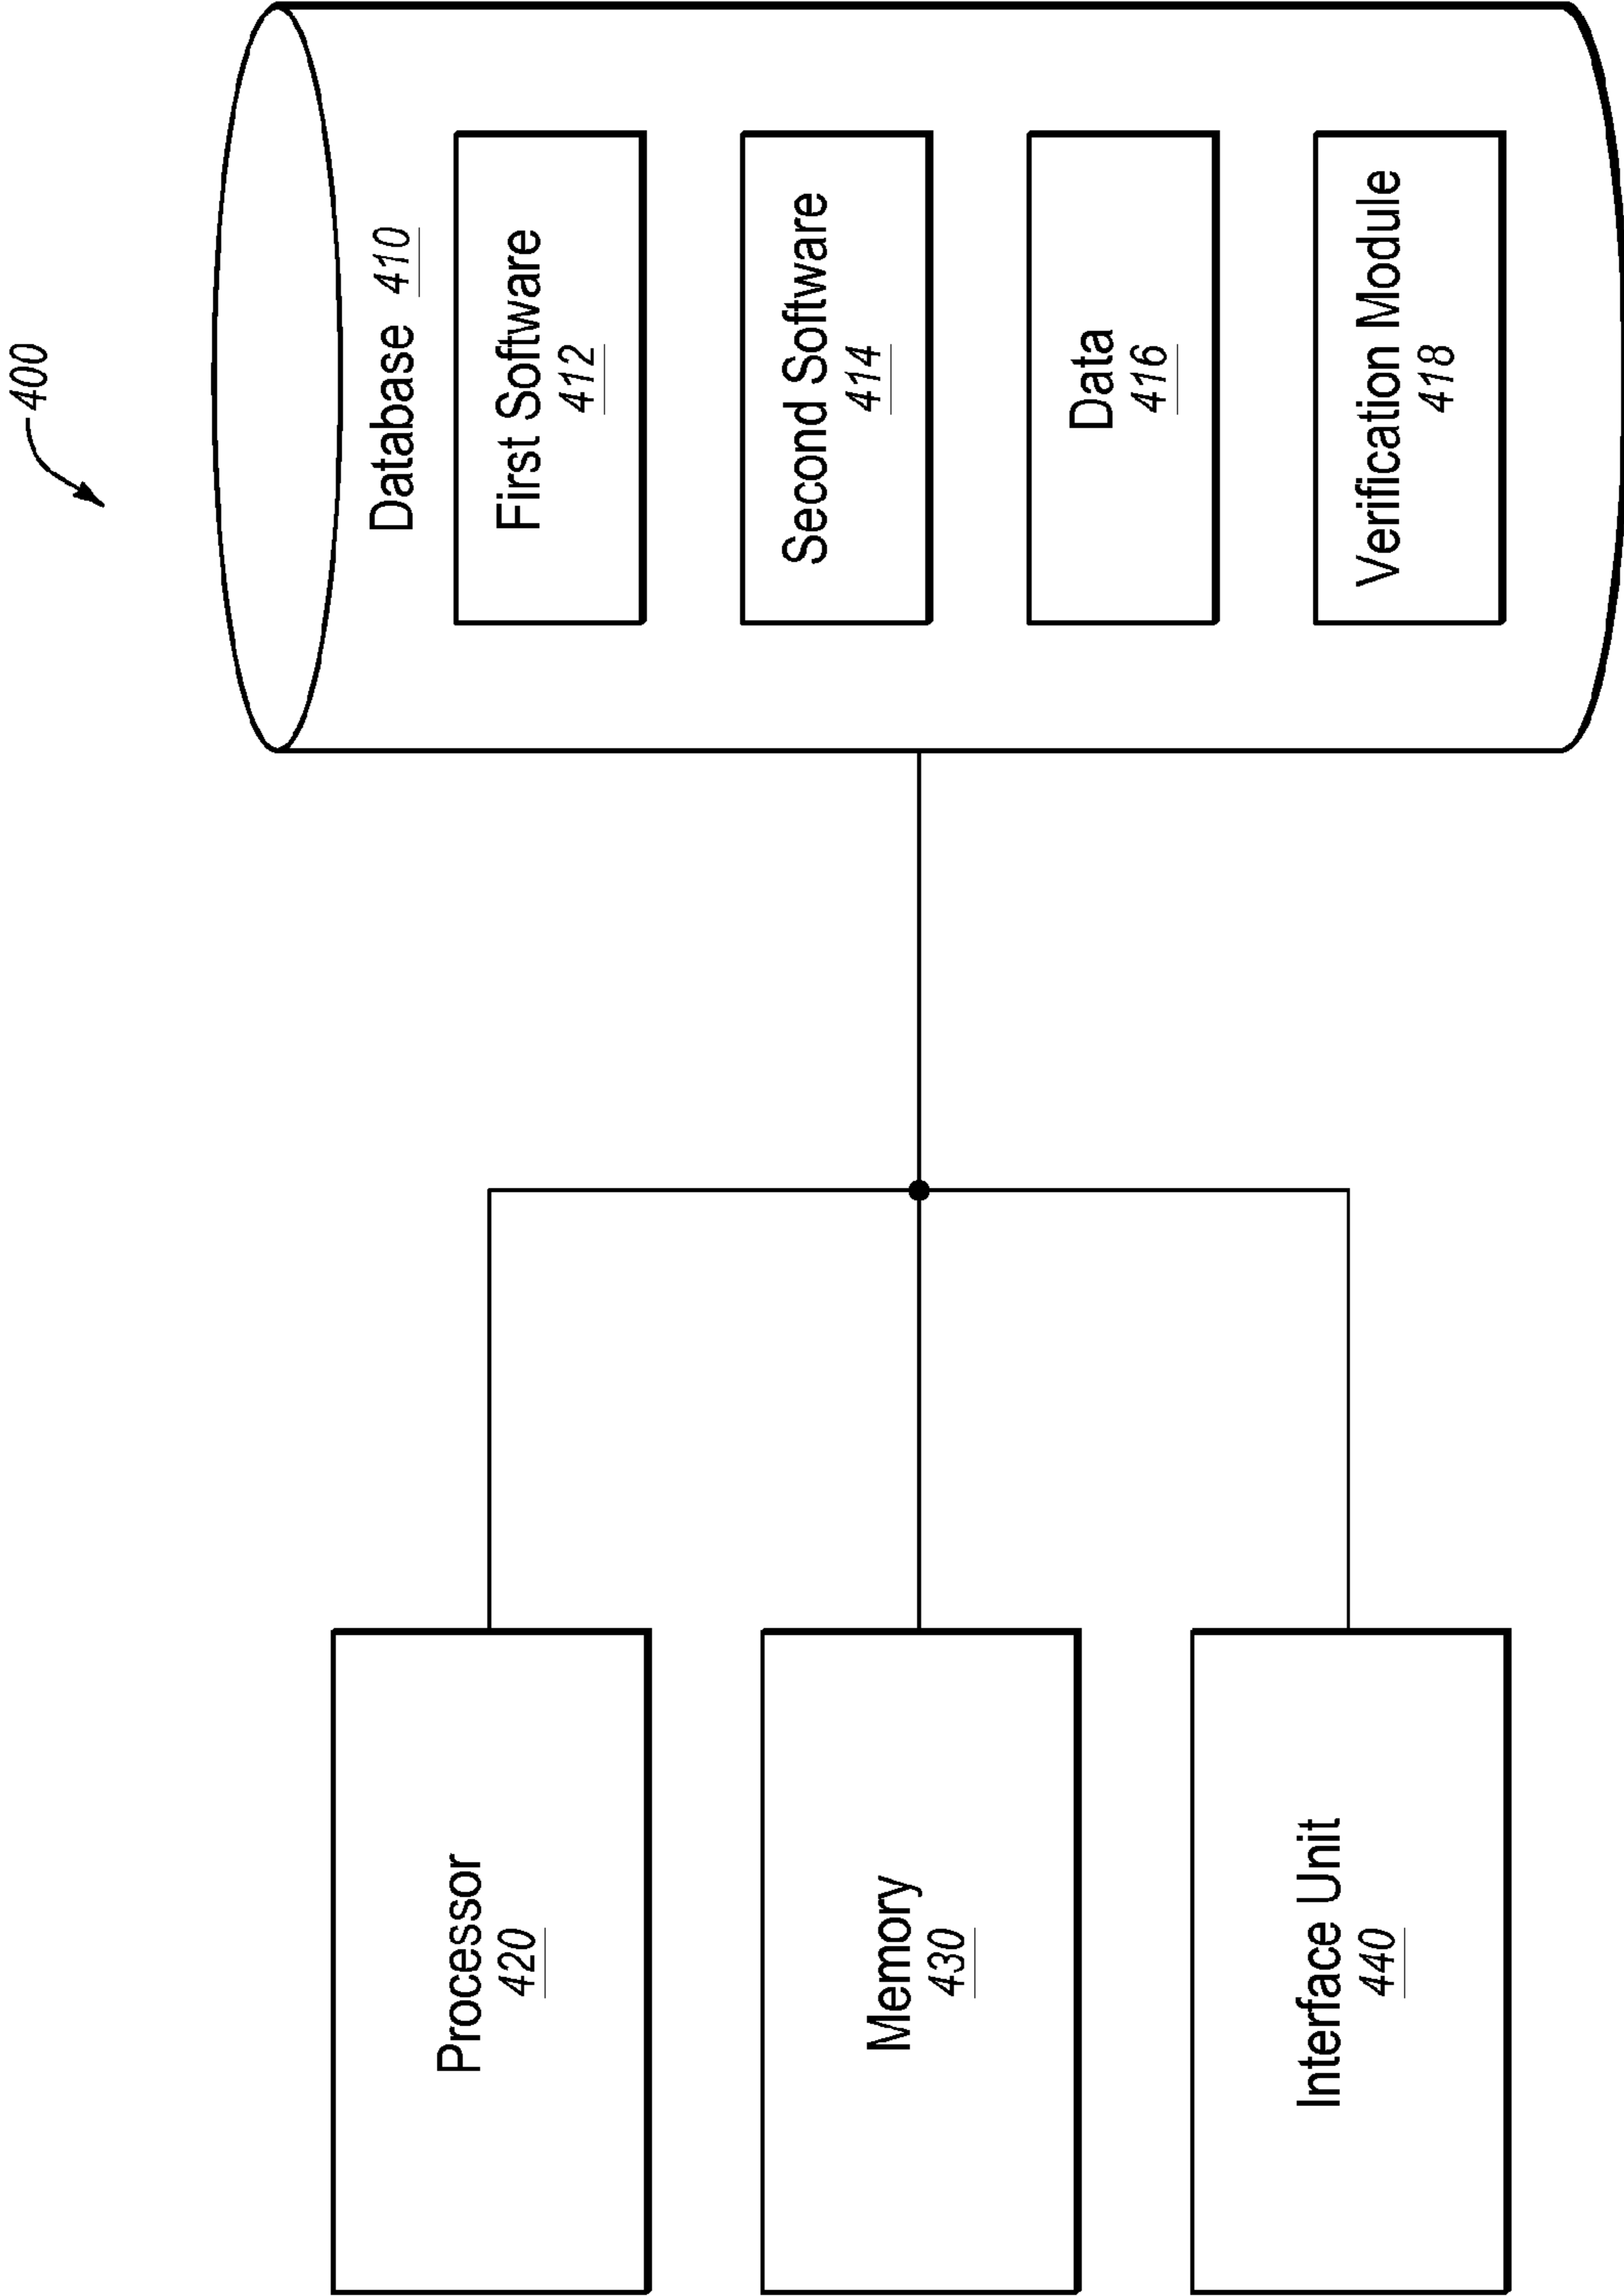 400
Processor
420
Memory
430
Interface Unit
440
Database 410
First Software
412
Second Software
414
Data
416
Verification Module
418